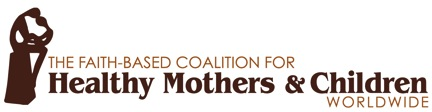 THE FAITH-BASED COALITION FOR
Healthy Mothers & Children
WORLDWIDE